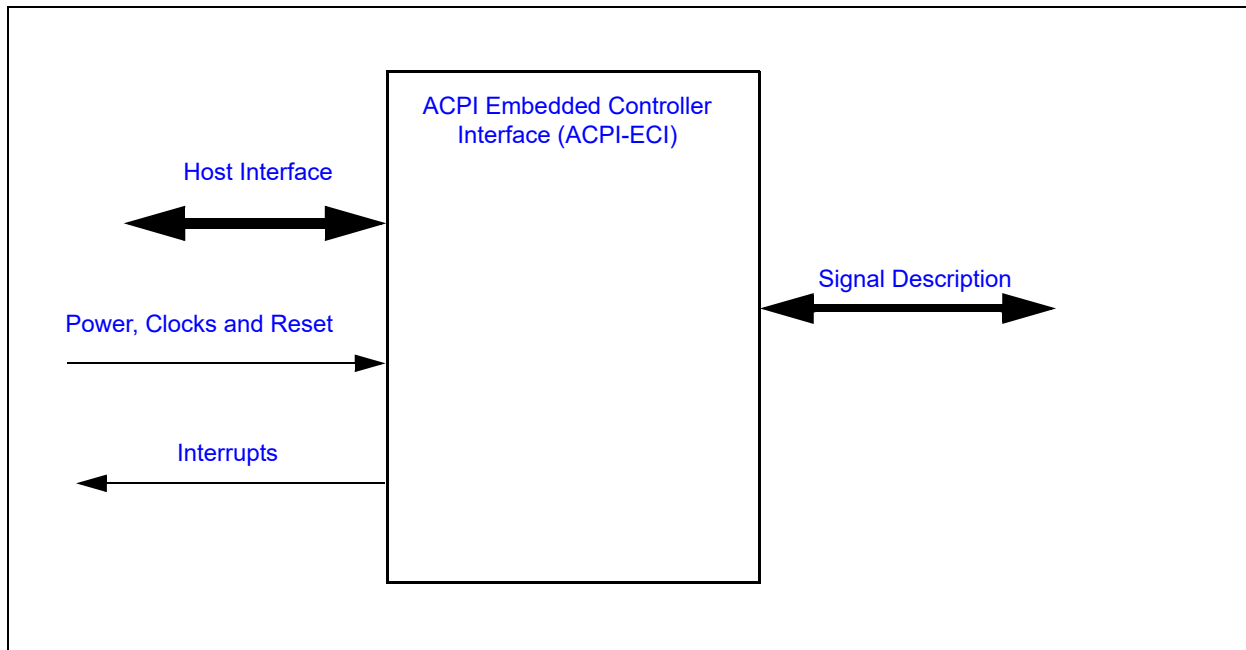 ACPI Embedded Controller
Interface (ACPI-ECI)
Host Interface
Signal Description
Power, Clocks and Reset
Interrupts